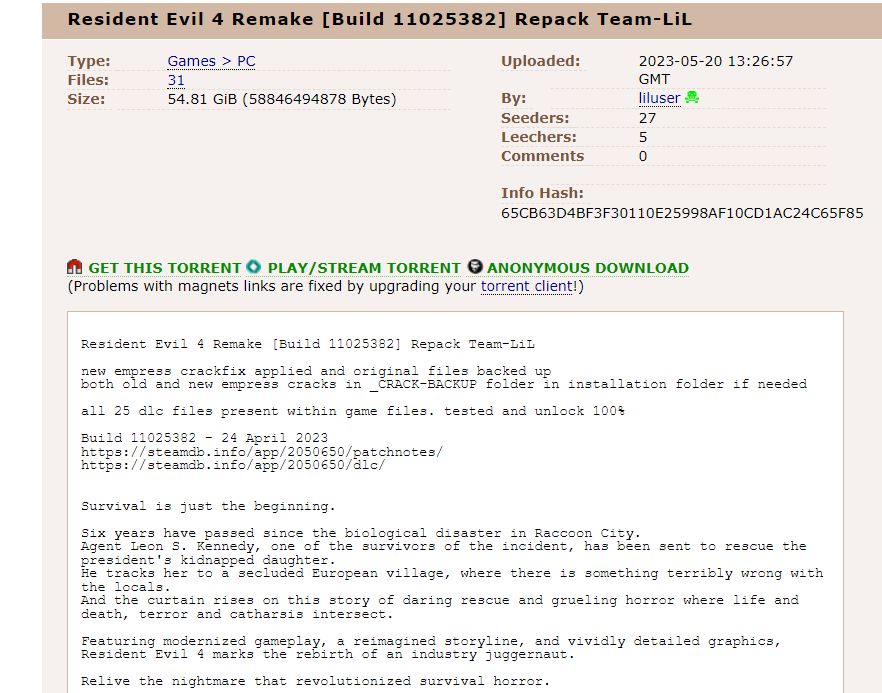 Resident Evil 4 Remake [Build 11025382] Repack Team-LiL
Type: Games > PC
Files: 31
Size: 54.81 GiB (58846494878 Bytes)
Uploaded: 2023-05-20 13:26:57
GMT
By: liluser
Seeders: 27
Leechers: 5
Comments 0
Info Hash:
65CB63D4BF3F30110E25998AF10CD1AC24C65F85
GET THIS TORRENT PLAY/STREAM TORRENT ANONYMOUS DOWNLOAD
(Problems with magnets links are fixed by upgrading your torrent client!)
Resident Evil 4 Remake [Build 11025382] Repack Team-LiL
new empress crackfix applied and original files backed up
both old and new empress cracks in _CRACK-BACKUP folder in installation folder if needed
all 25 dlc files present within game files. tested and unlock 100%
Build 11025382 - 24 April 2023
https://steamdb.info/app/2050650/patchnotes/
https://steamdb.info/app/2050650/dlc/
Survival is just the beginning.
Six years have passed since the biological disaster in Raccoon City.
Agent Leon S. Kennedy, one of the survivors of the incident, has been sent to rescue the
president's kidnapped daughter.
He tracks her to a secluded European village, where there is something terribly wrong with
the locals.
And the curtain rises on this story of daring rescue and grueling horror where life and
death, terror and catharsis intersect.
Featuring modernized gameplay, a reimagined storyline, and vividly detailed graphics,
Resident Evil 4 marks the rebirth of an industry juggernaut.
Relive the nightmare that revolutionized survival horror.